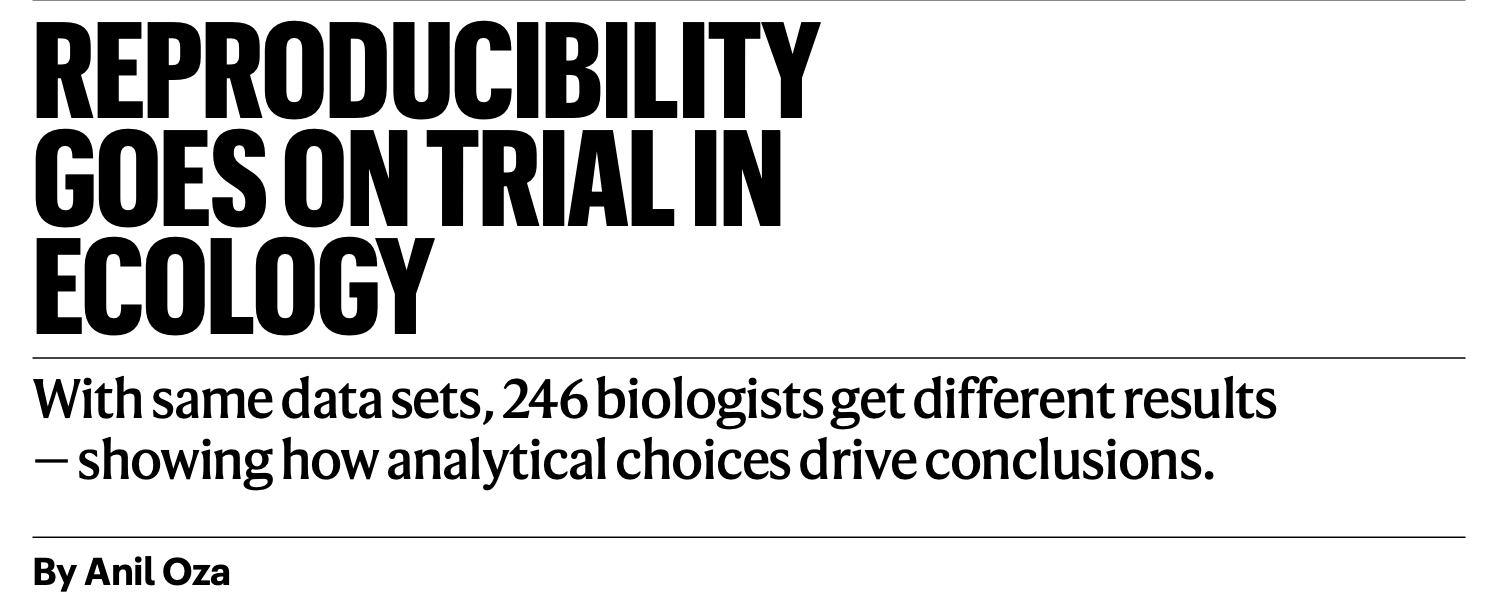 REPRODUCIBILITY
GOES ON TRIAL IN
ECOLOGY
With same data sets, 246 biologists get different results
— showing how analytical choices drive conclusions.
By Anil Oza